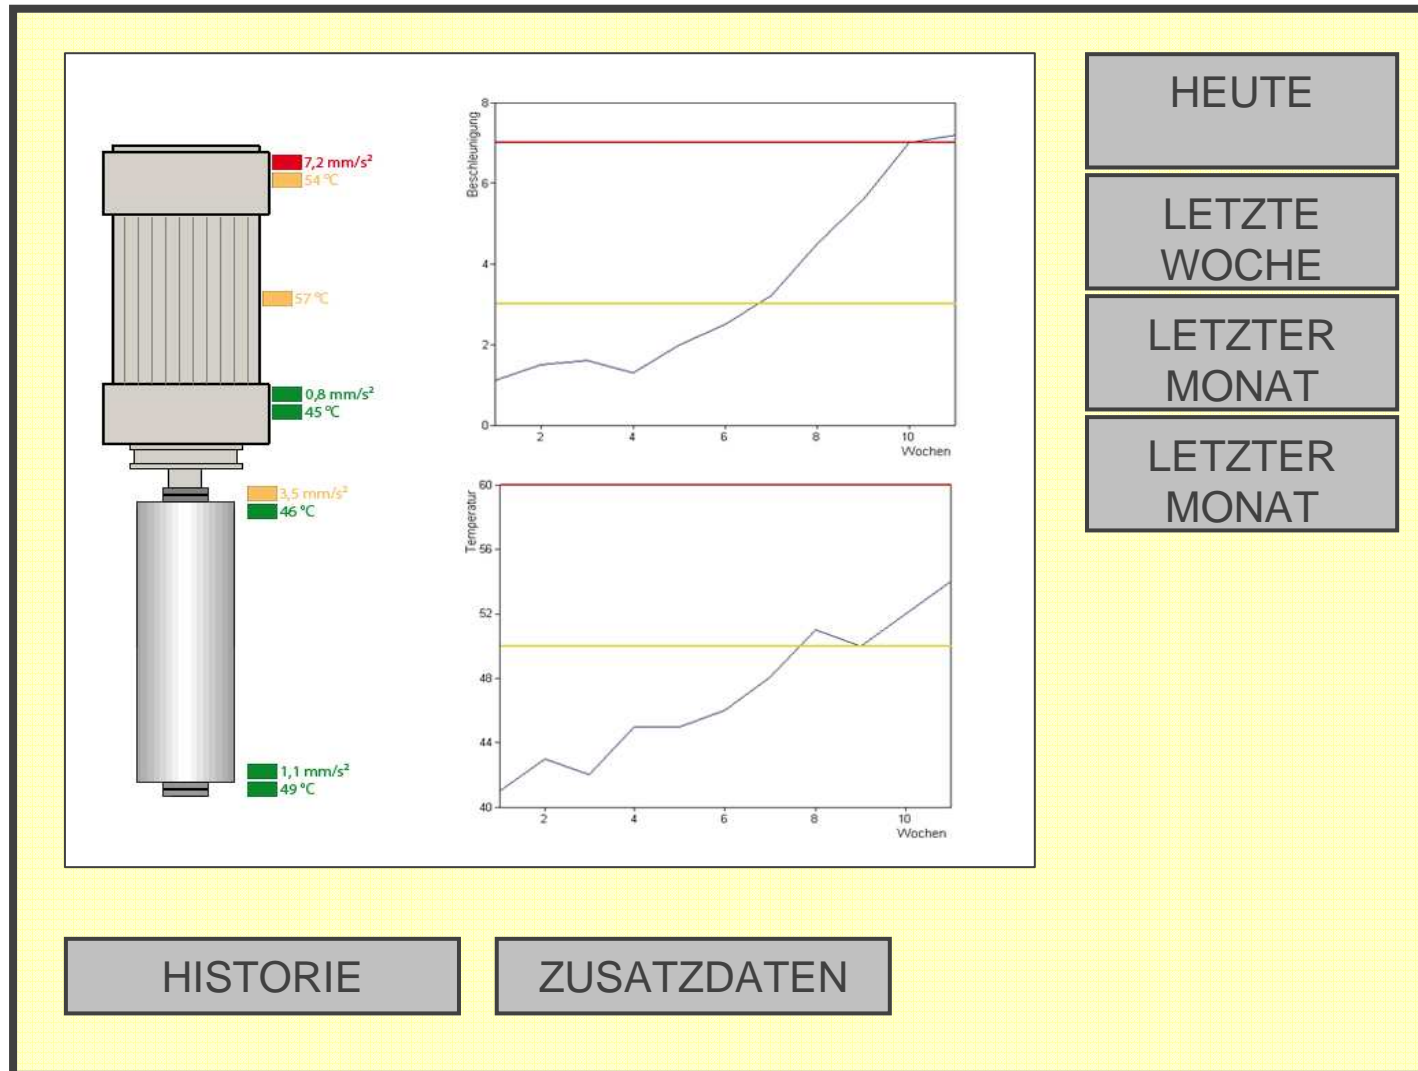 7,2 mm/s²
54 °C
57 °C
0,8 mm/s²
45 °C
3,5 mm/s²
46 °C
1,1 mm/s²
49 °C
Beschleunigung
8
6
4
2
0
2 4 6 8 10
Wochen
Temperatur
60
56
52
48
44
40
2 4 6 8 10
Wochen
HEUTE
LETZTE
WOCHE
LETZTER
MONAT
LETZTER
MONAT
HISTORIE
ZUSATZDATEN